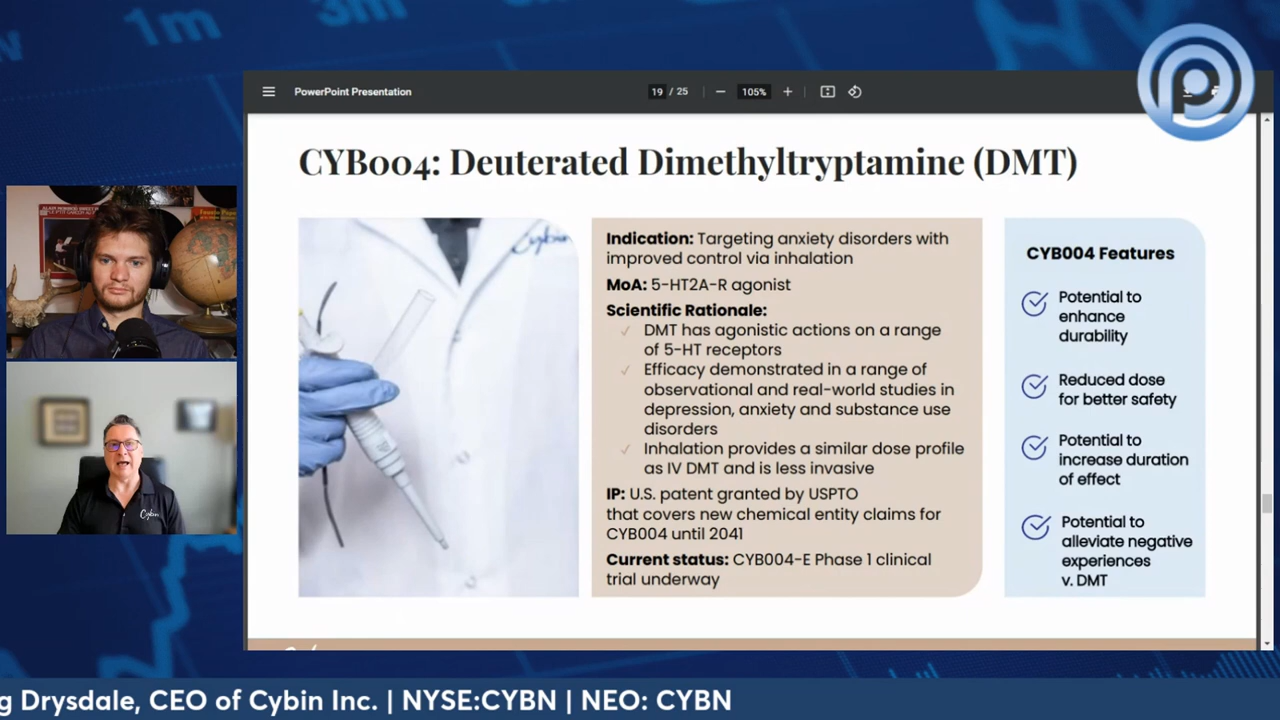 1m
3m
PowerPoint Presentation
19 / 25
105%
CYB004: Deuterated Dimethyltryptamine (DMT)
Cybin
Indication: Targeting anxiety disorders with
improved control via inhalation
MoA: 5-HT2A-R agonist
Scientific Rationale:
DMT has agonistic actions on a range
of 5-HT receptors
Efficacy demonstrated in a range of
observational and real-world studies in
depression, anxiety and substance use
disorders
Inhalation provides a similar dose profile
as IV DMT and is less invasive
IP: U.S. patent granted by USPTO
that covers new chemical entity claims for
CYB004 until 2041
Current status: CYB004-E Phase 1 clinical
trial underway
CYB004 Features
Potential to
enhance
durability
Reduced dose
for better safety
Potential to
increase duration
of effect
Potential to
alleviate negative
experiences
v. DMT
Cybin
g Drysdale, CEO of Cybin Inc. | NYSE:CYBN | NEO: CYBN